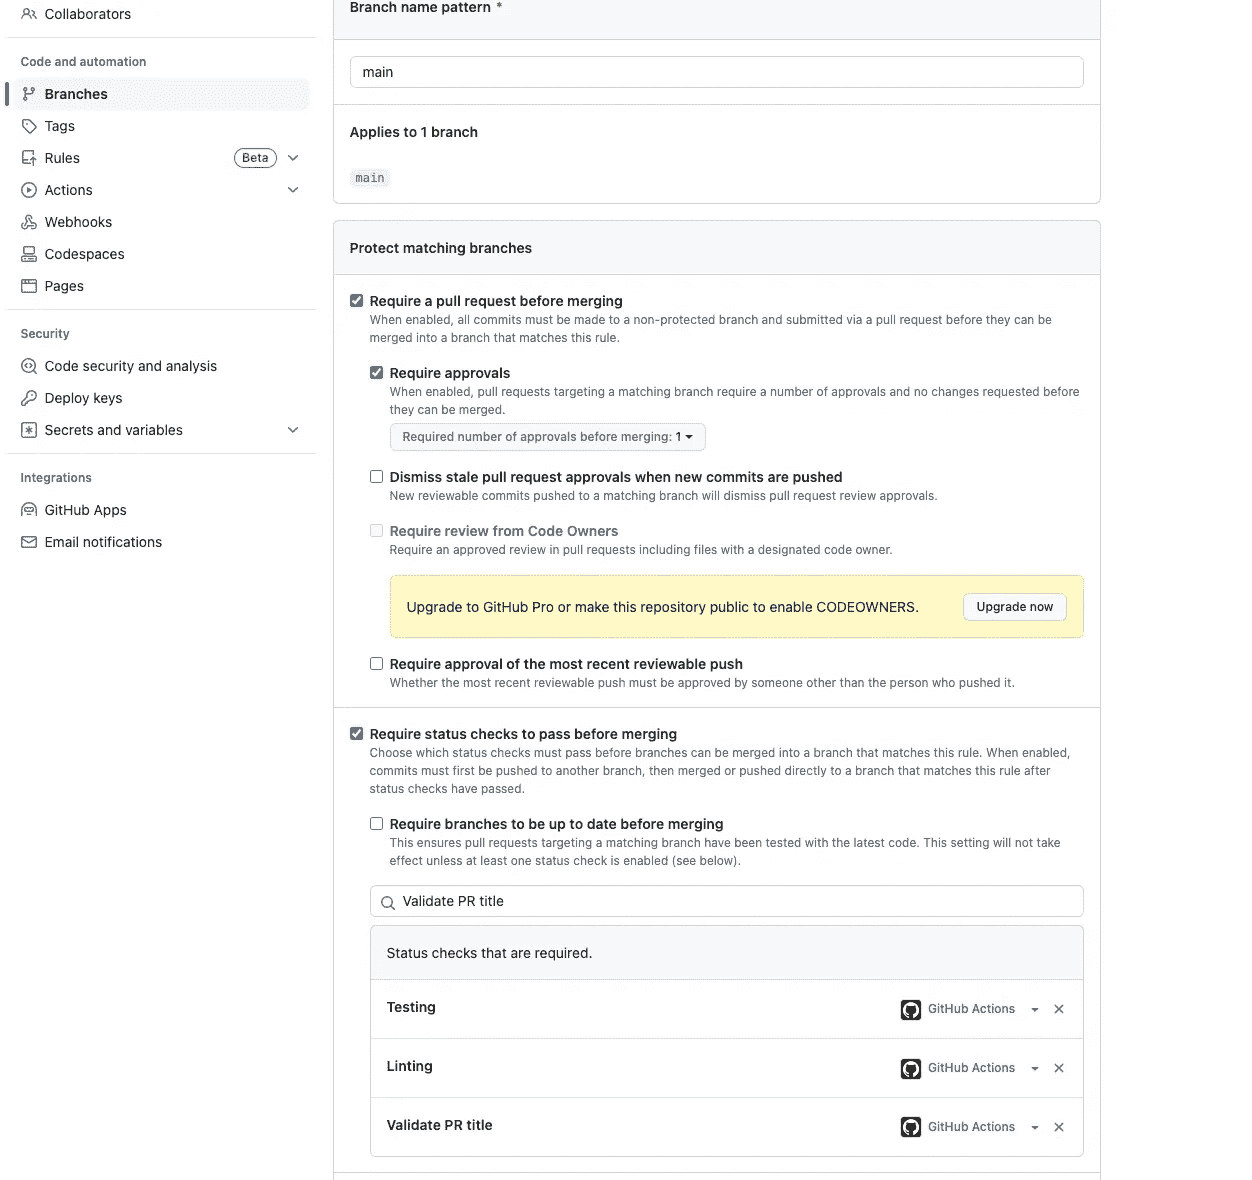 Collaborators
Code and automation
Branches
Tags
Rules Beta
Actions
Webhooks
Codespaces
Pages
Security
Code security and analysis
Deploy keys
Secrets and variables
Integrations
GitHub Apps
Email notifications
Branch name pattern *
main
Applies to 1 branch
main
Protect matching branches
Require a pull request before merging
When enabled, all commits must be made to a non-protected branch and submitted via a pull request before they can be
merged into a branch that matches this rule.
Require approvals
When enabled, pull requests targeting a matching branch require a number of approvals and no changes requested before
they can be merged.
Required number of approvals before merging: 1
Dismiss stale pull request approvals when new commits are pushed
New reviewable commits pushed to a matching branch will dismiss pull request review approvals.
Require review from Code Owners
Require an approved review in pull requests including files with a designated code owner.
Upgrade to GitHub Pro or make this repository public to enable CODEOWNERS. Upgrade now
Require approval of the most recent reviewable push
Whether the most recent reviewable push must be approved by someone other than the person who pushed it.
Require status checks to pass before merging
Choose which status checks must pass before branches can be merged into a branch that matches this rule. When enabled,
commits must first be pushed to another branch, then merged or pushed directly to a branch that matches this rule after
status checks have passed.
Require branches to be up to date before merging
This ensures pull requests targeting a matching branch have been tested with the latest code. This setting will not take
effect unless at least one status check is enabled (see below).
Validate PR title
Status checks that are required.
Testing GitHub Actions
Linting GitHub Actions
Validate PR title GitHub Actions